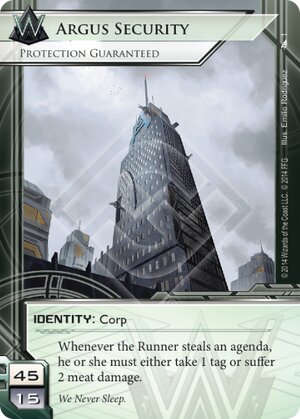 Argus Security
Protection Guaranteed
1
Illus. Emilio Rodriguez
© 2014 Wizards of the Coast LLC. © 2014 FFG
IDENTITY: Corp
Whenever the Runner steals an agenda,
he or she must either take 1 tag or suffer
2 meat damage.
We Never Sleep.
45
15